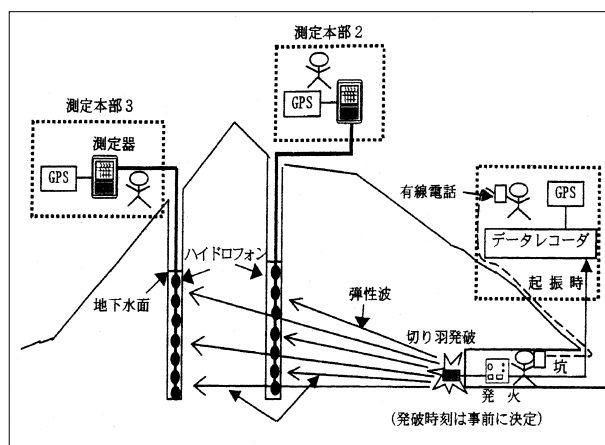 測定本部2
GPS
測定本部3
測定器
GPS
有線電話
GPS
データレコーダ
起振時
ハイドロフォン
地下水面
弾性波
切り羽発破
坑
発火
(発破時刻は事前に決定)